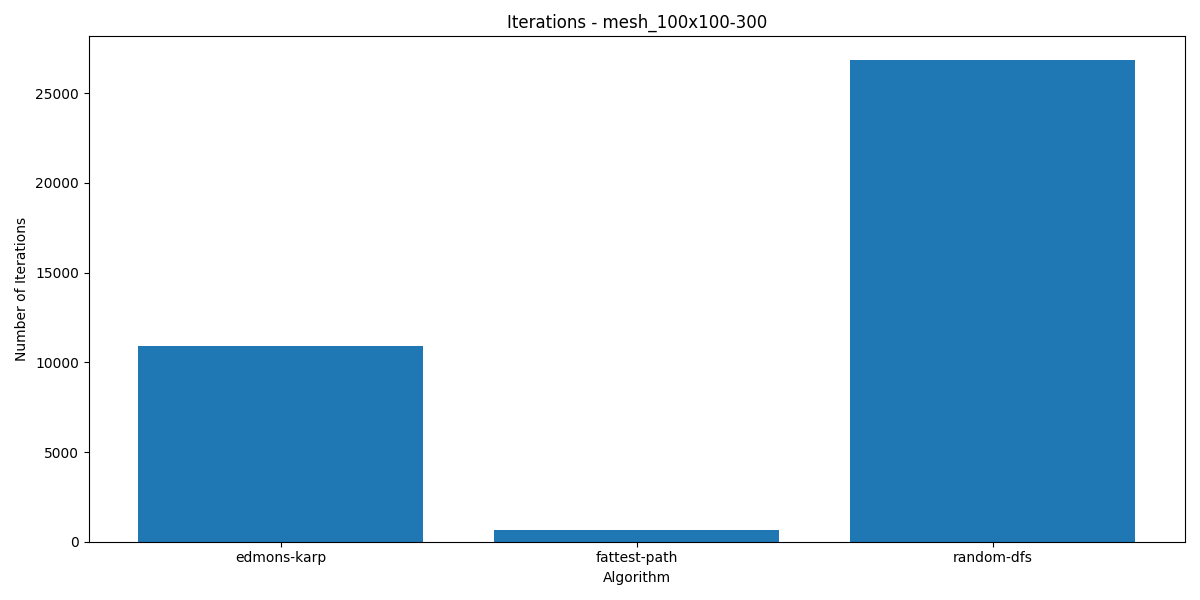 Iterations - mesh_100x100-300
Number of Iterations
25000
20000
15000
10000
5000
0
edmons-karp
fattest-path
random-dfs
Algorithm